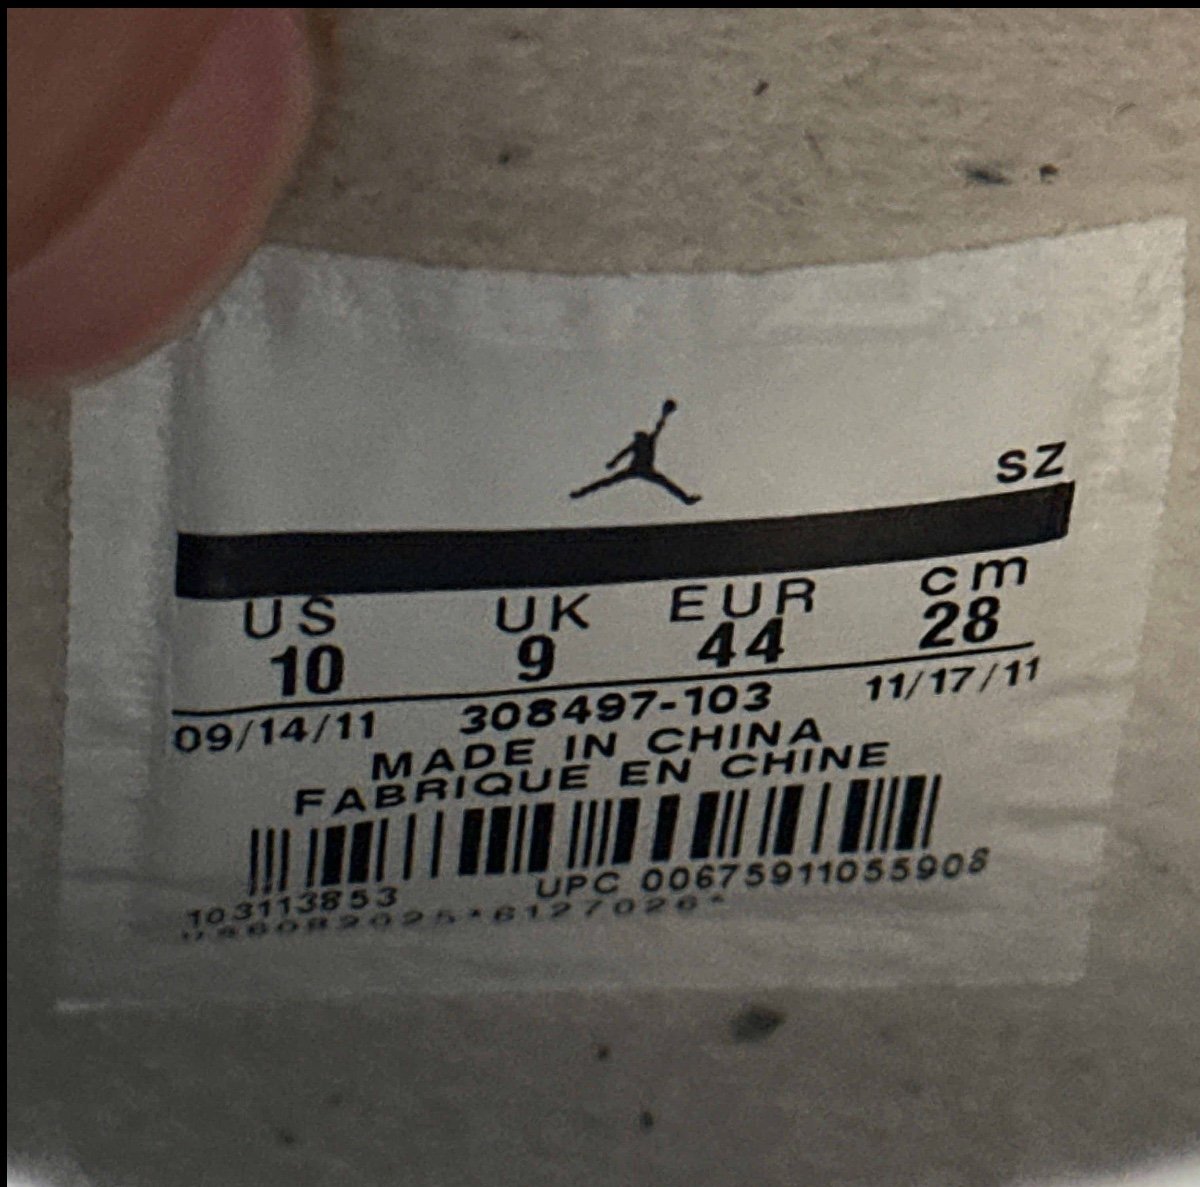 SZ
US UK EUR cm
10 9 44 28
09/14/11 308497-103 11/17/11
MADE IN CHINA
FABRIQUE EN CHINE
103113853 UPC 00675911055908